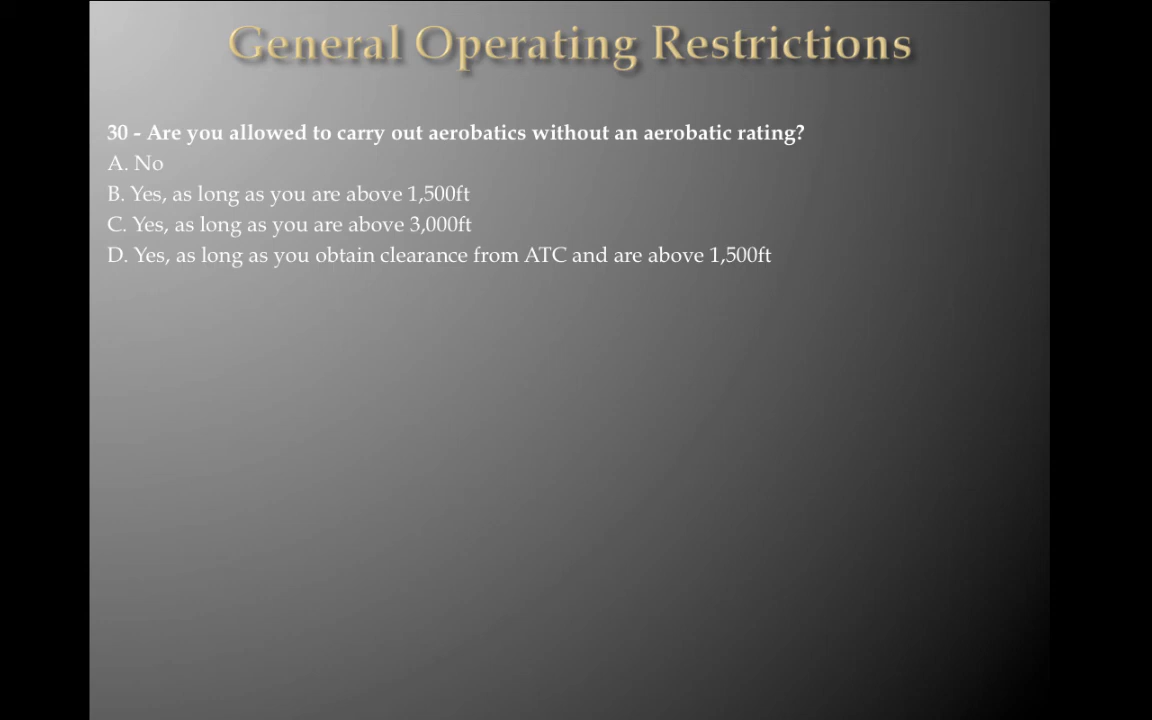 General Operating Restrictions
30 - Are you allowed to carry out aerobatics without an aerobatic rating?
A. No
B. Yes, as long as you are above 1,500ft
C. Yes, as long as you are above 3,000ft
D. Yes, as long as you obtain clearance from ATC and are above 1,500ft